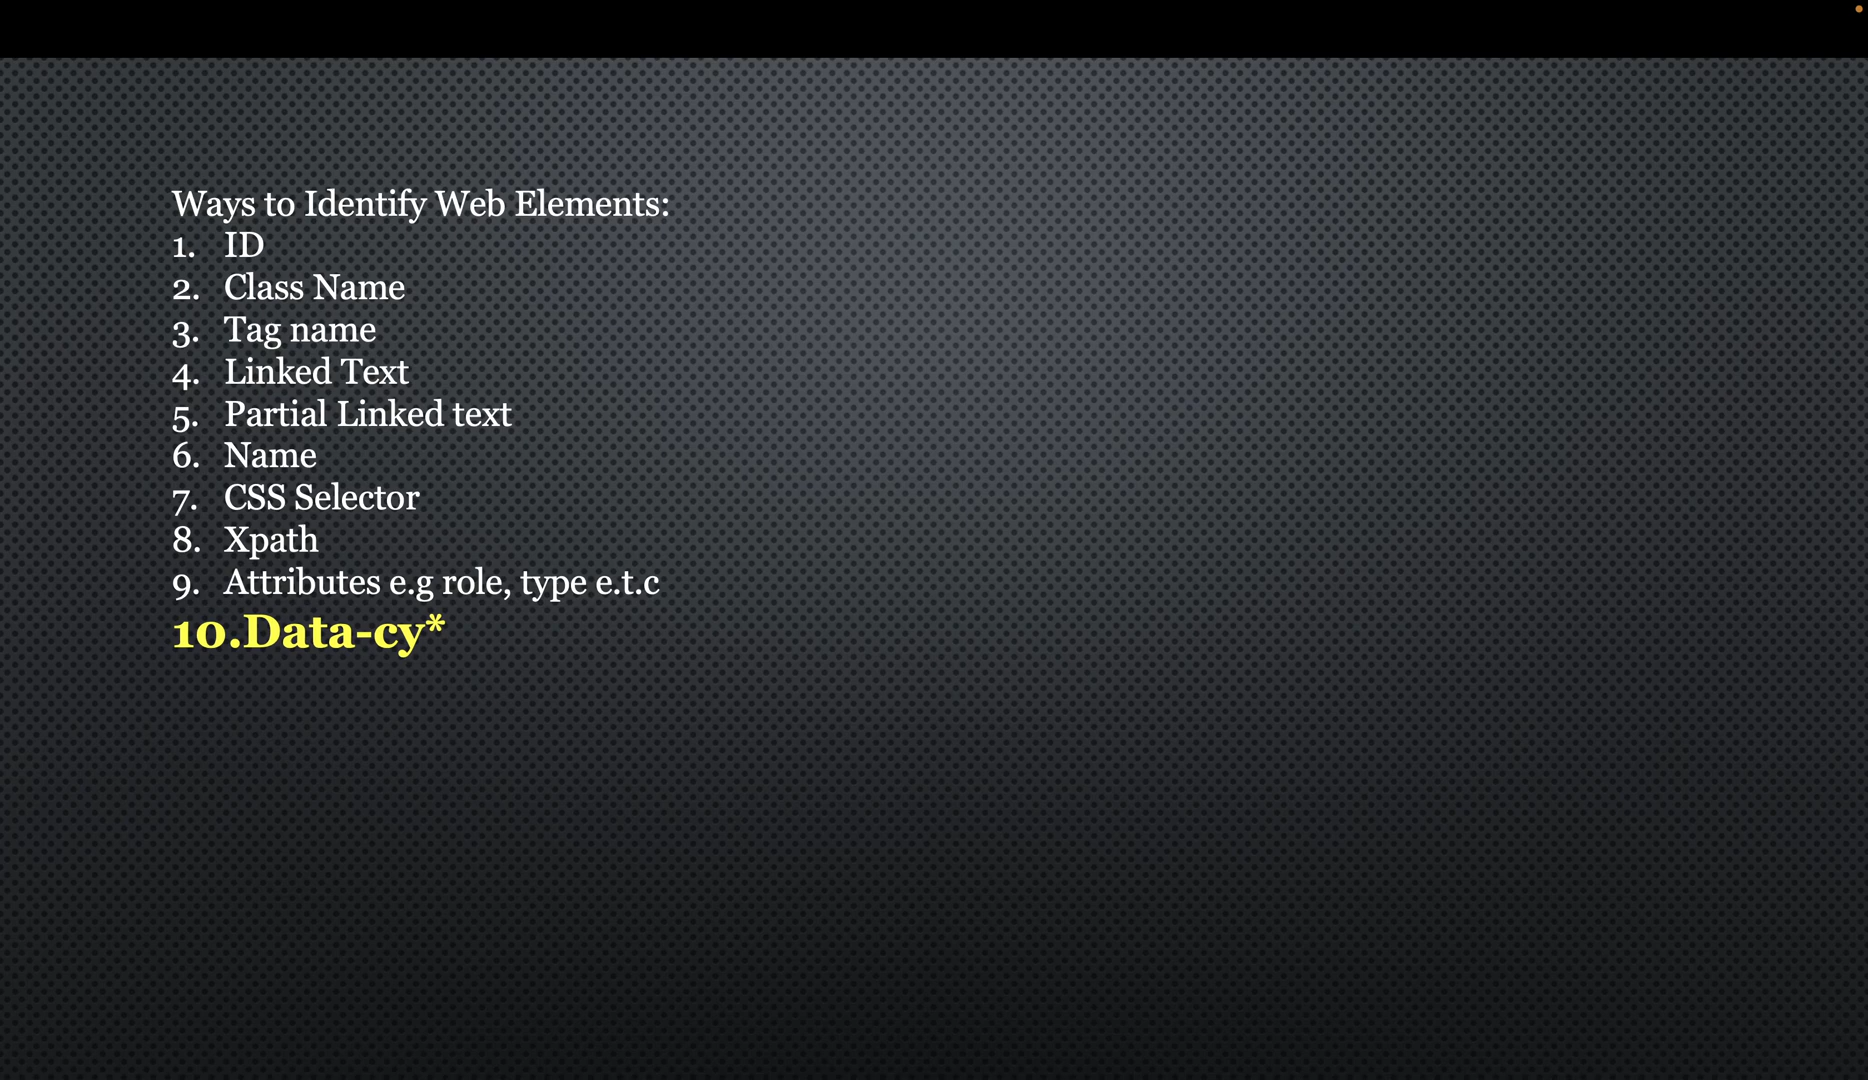 Ways to Identify Web Elements:
1. ID
2. Class Name
3. Tag name
4. Linked Text
5. Partial Linked text
6. Name
7. CSS Selector
8. Xpath
9. Attributes e.g role, type e.t.c
10.Data-cy*